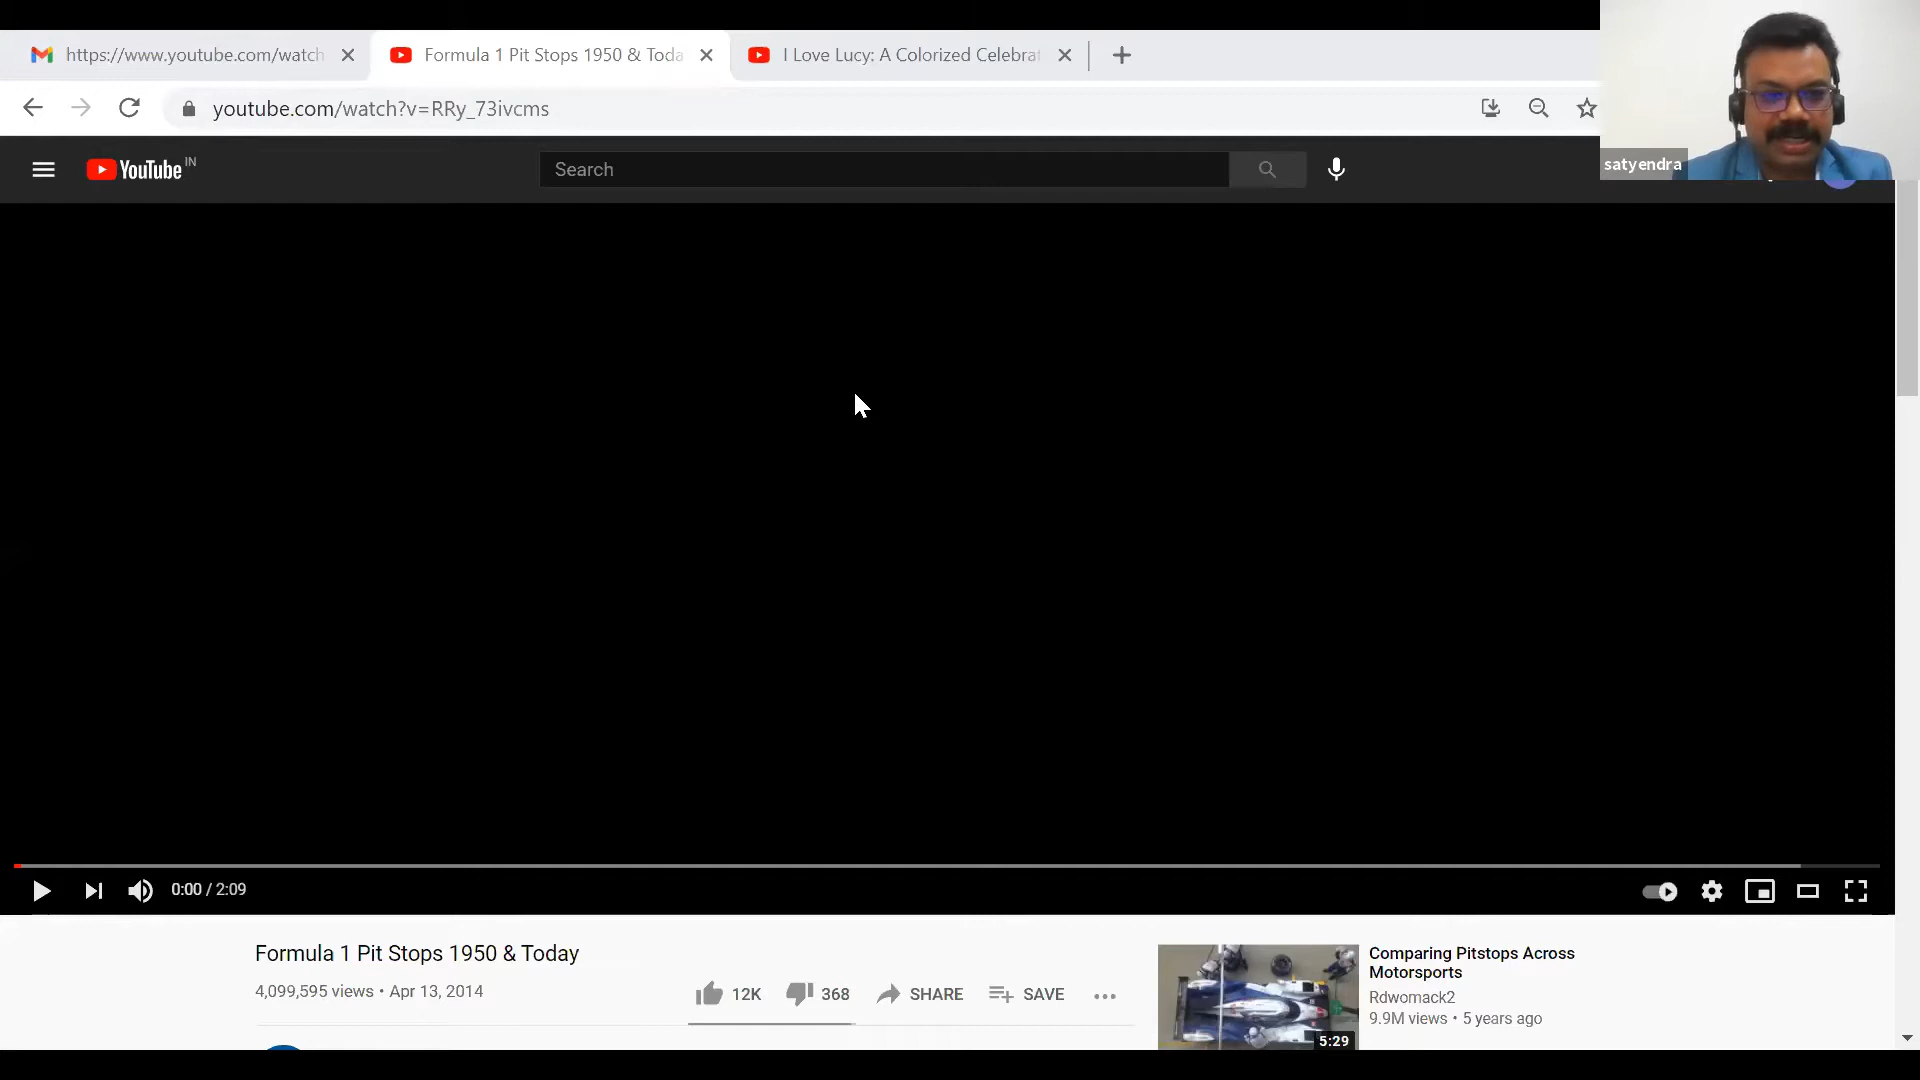 https://www.youtube.com/watch
Formula 1 Pit Stops 1950 & Toda
I Love Lucy: A Colorized Celebrat
youtube.com/watch?v=RRy_73ivcms
YouTube IN
Search
satyendra
0:00 / 2:09
Formula 1 Pit Stops 1950 & Today
4,099,595 views • Apr 13, 2014
12K
368
SHARE
SAVE
Comparing Pitstops Across
Motorsports
Rdwomack2
9.9M views • 5 years ago
5:29